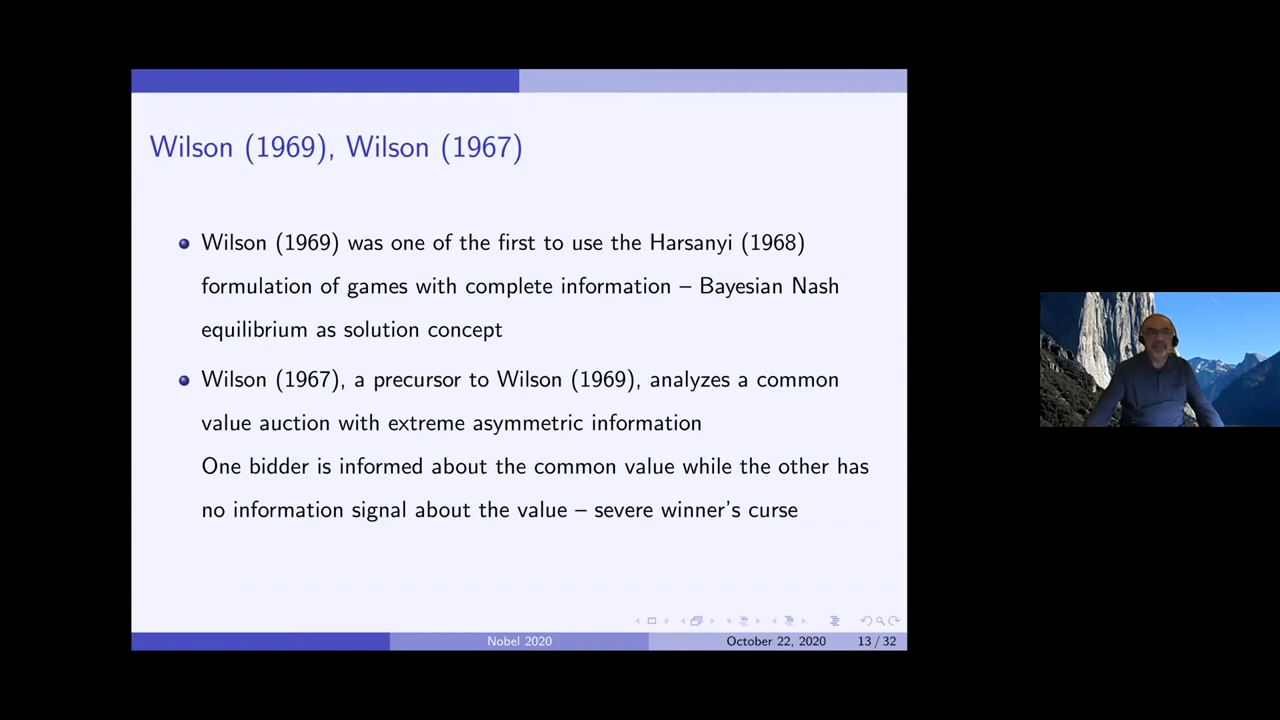 Wilson (1969), Wilson (1967)
Wilson (1969) was one of the first to use the Harsanyi (1968)
formulation of games with complete information – Bayesian Nash
equilibrium as solution concept
Wilson (1967), a precursor to Wilson (1969), analyzes a common
value auction with extreme asymmetric information
One bidder is informed about the common value while the other has
no information signal about the value – severe winner's curse
Nobel 2020
October 22, 2020
13 / 32